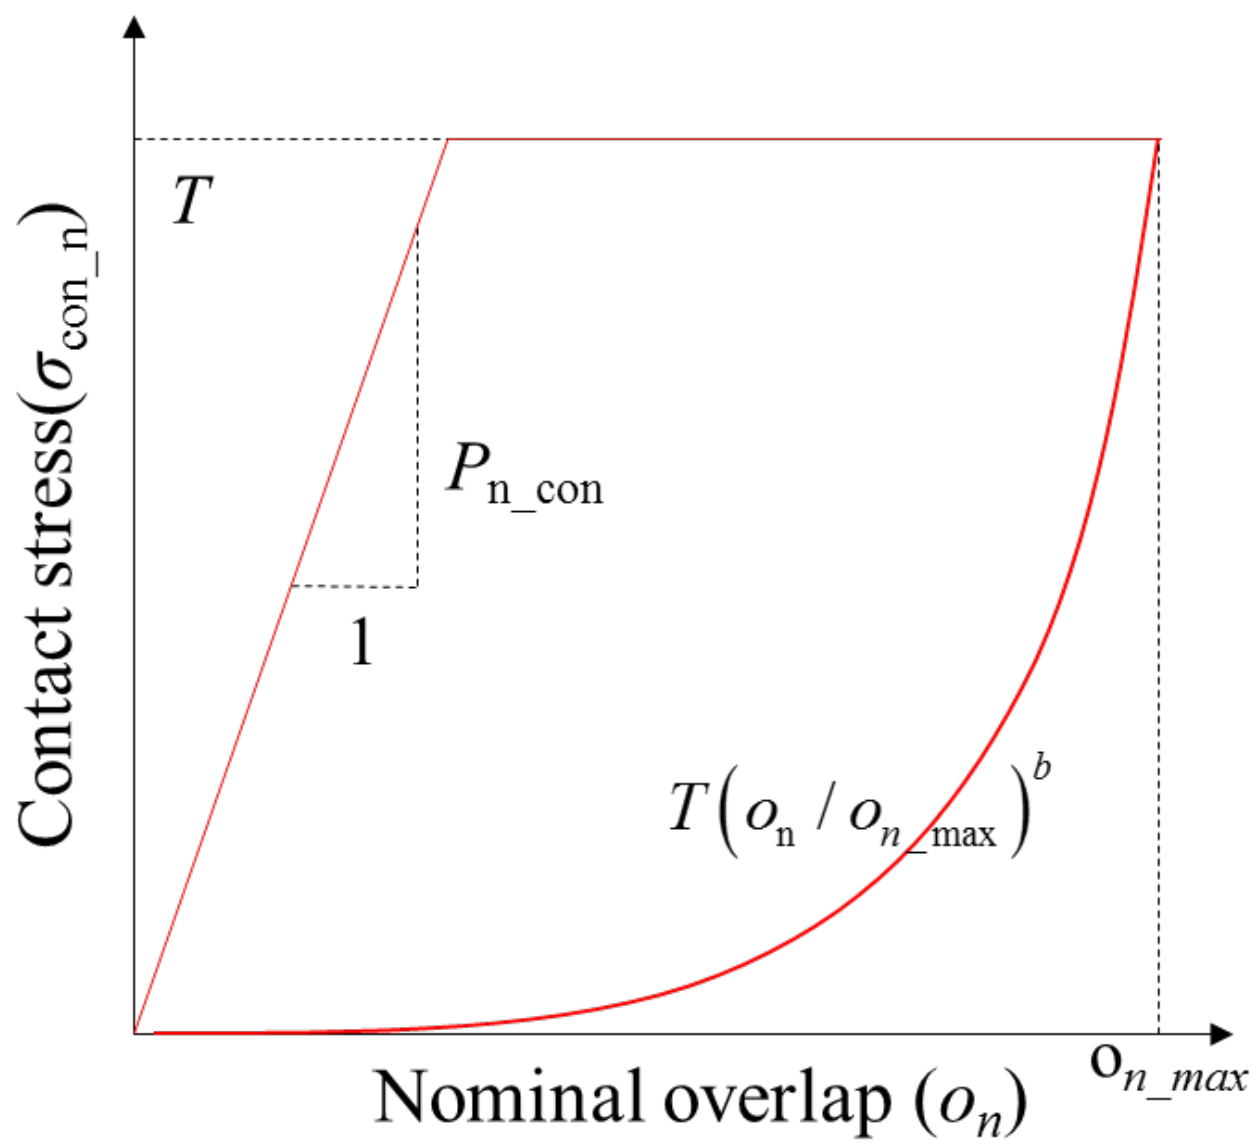 T
Contact stress(σcon_n)
Pn_con
1
T(on / on_max)b
on_max
Nominal overlap (on)